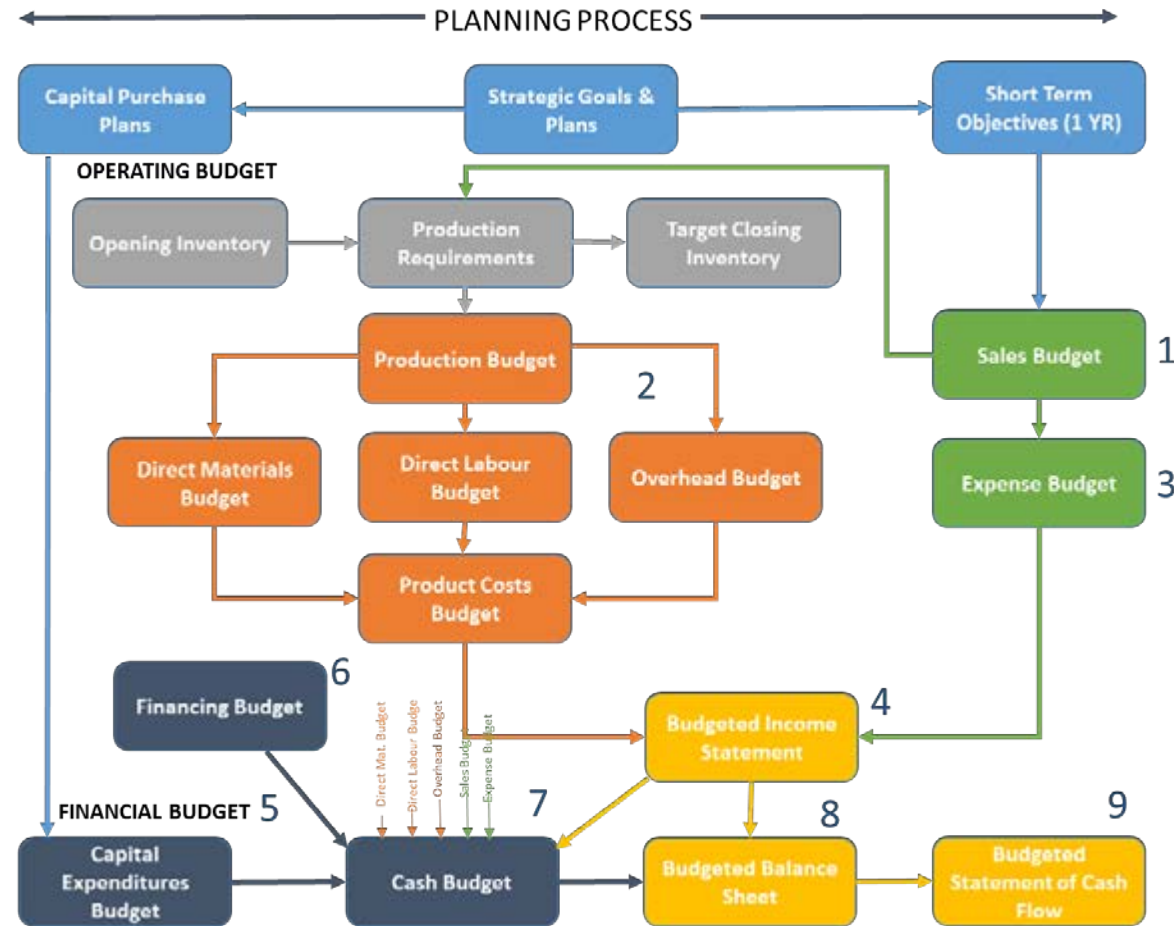 PLANNING PROCESS
Capital Purchase
Plans
Strategic Goals &
Plans
Short Term
Objectives (1 YR)
OPERATING BUDGET
Opening Inventory
Production
Requirements
Target Closing
Inventory
Production Budget
2
Sales Budget
1
Direct Materials
Budget
Direct Labour
Budget
Overhead Budget
Expense Budget
3
Product Costs
Budget
Financing Budget
6
Direct Mat. Budget
Direct Labour Budge
Overhead Budget
Sales Budget
Expense Budget
Budgeted Income
Statement
4
FINANCIAL BUDGET
5
7
8
9
Capital
Expenditures
Budget
Cash Budget
Budgeted Balance
Sheet
Budgeted
Statement of Cash
Flow